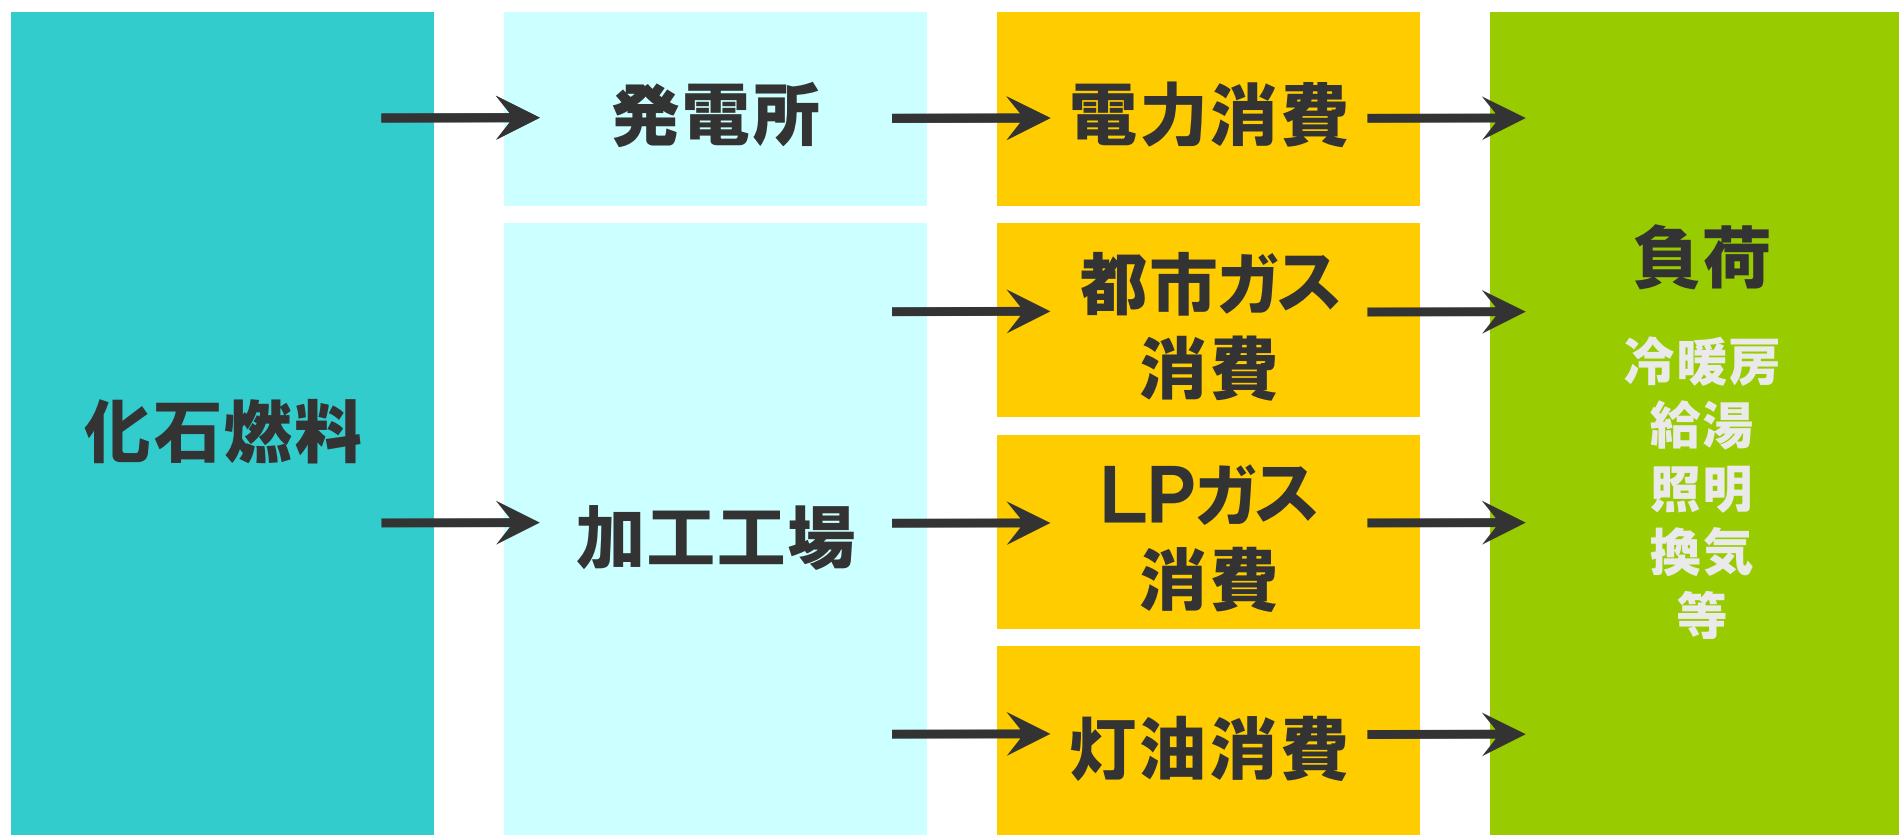 化石燃料
発電所
加工工場
電力消費
都市ガス
消費
LPガス
消費
灯油消費
負荷
冷暖房
給湯
照明
換気
等